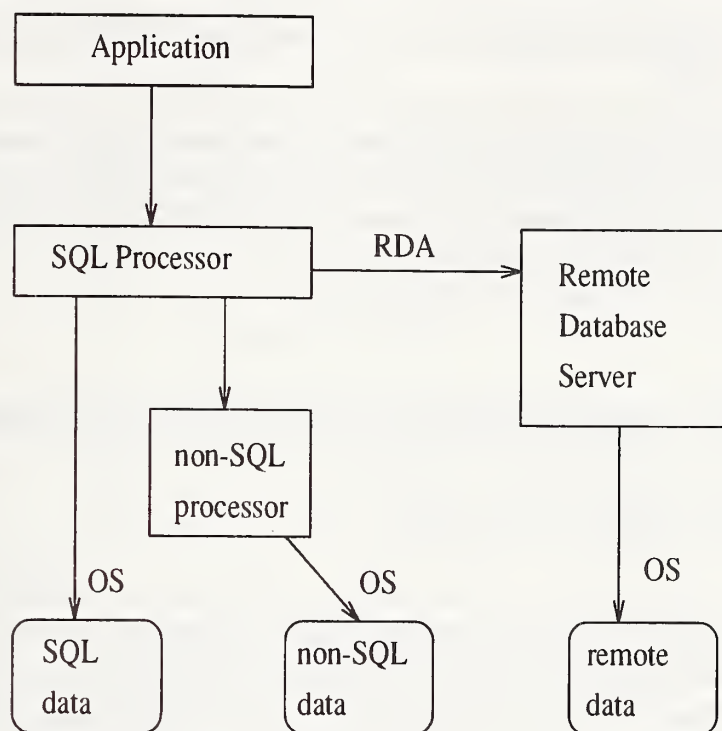 Application
SQL Processor
RDA
Remote
Database
Server
non-SQL
processor
OS
OS
OS
SQL
data
non-SQL
data
remote
data